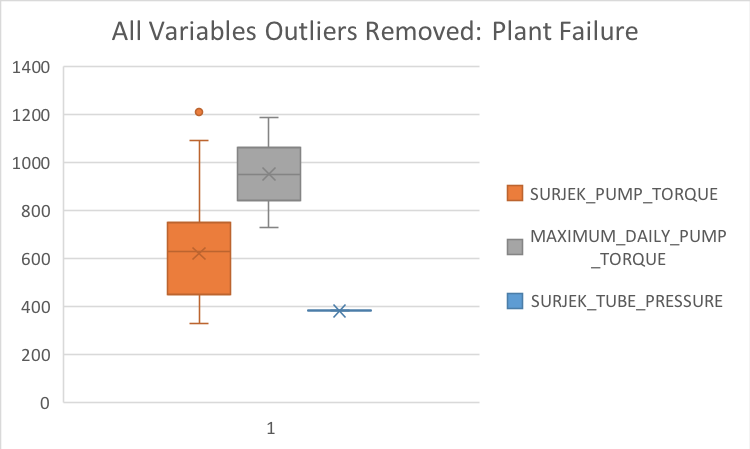 All Variables Outliers Removed: Plant Failure
1400
1200
1000
800
600
400
200
0
1
SURJEK_PUMP_TORQUE
MAXIMUM_DAILY_PUMP
_TORQUE
SURJEK_TUBE_PRESSURE